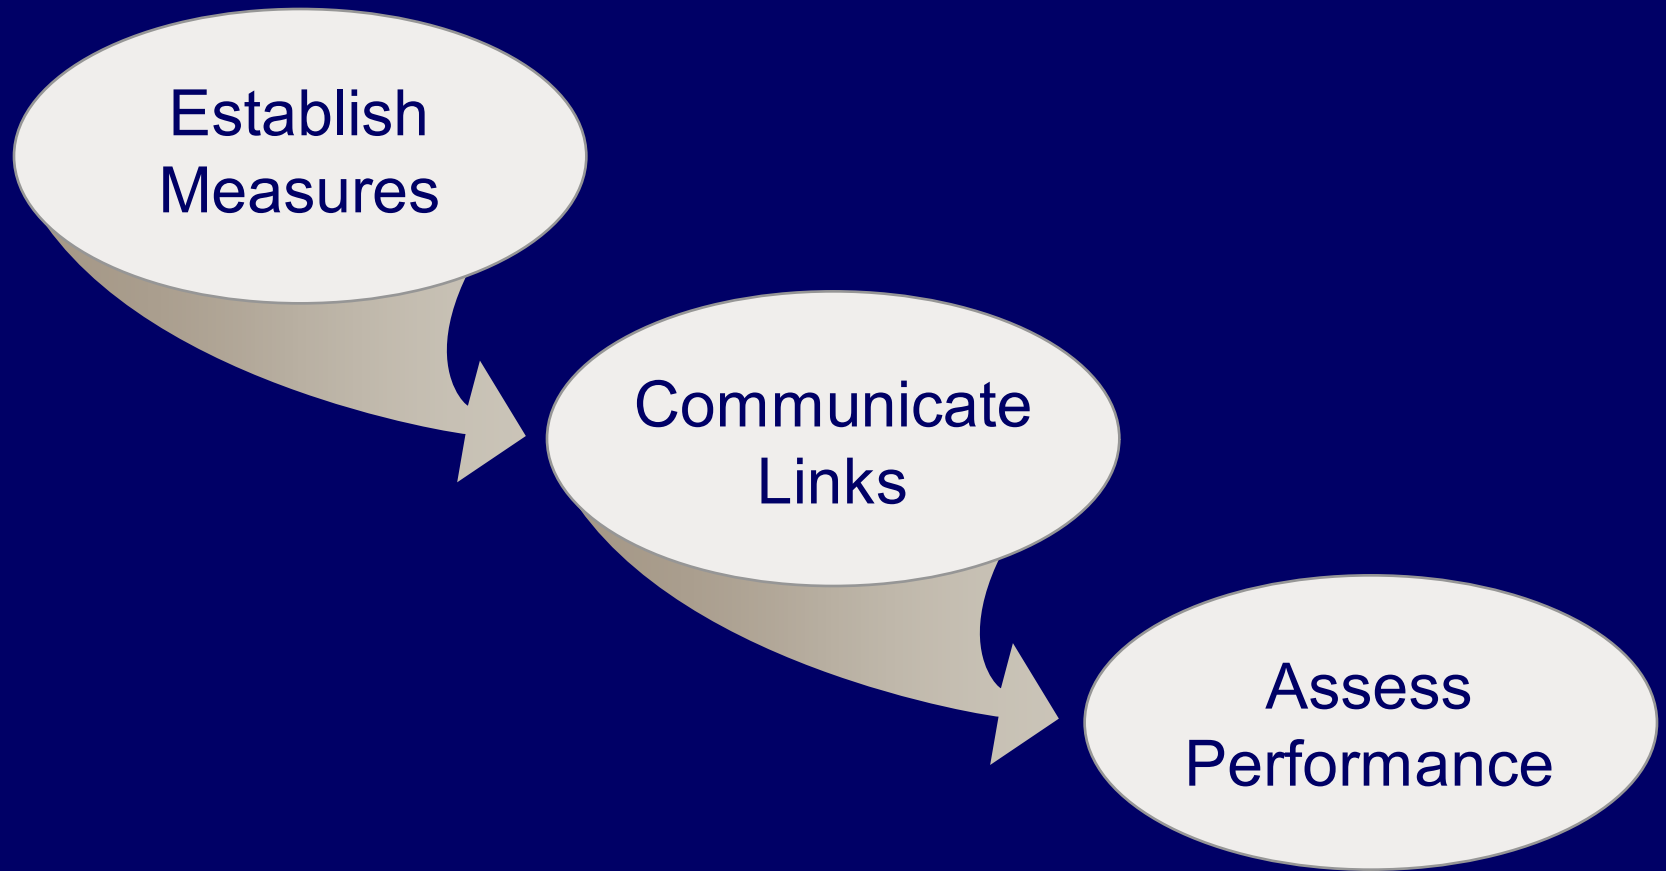 Establish
Measures
Communicate
Links
Assess
Performance